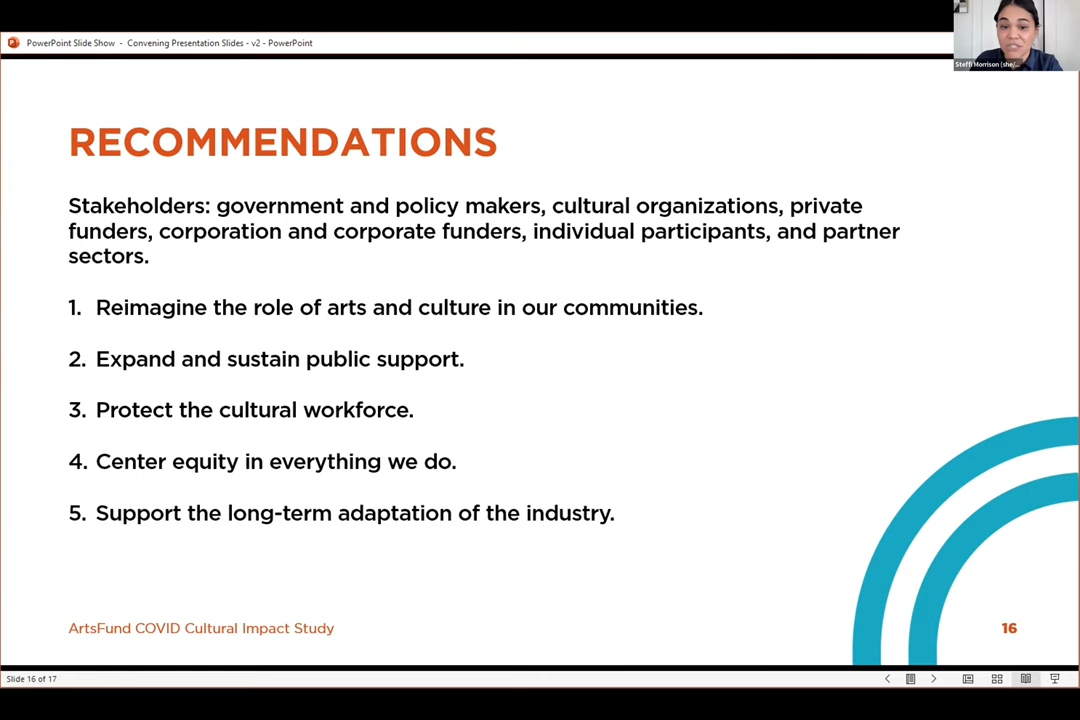 PowerPoint Slide Show - Convening Presentation Slides - v2 - PowerPoint
Steffi Morrison (she/...
RECOMMENDATIONS
Stakeholders: government and policy makers, cultural organizations, private
funders, corporation and corporate funders, individual participants, and partner
sectors.
1. Reimagine the role of arts and culture in our communities.
2. Expand and sustain public support.
3. Protect the cultural workforce.
4. Center equity in everything we do.
5. Support the long-term adaptation of the industry.
ArtsFund COVID Cultural Impact Study
16
Slide 16 of 17